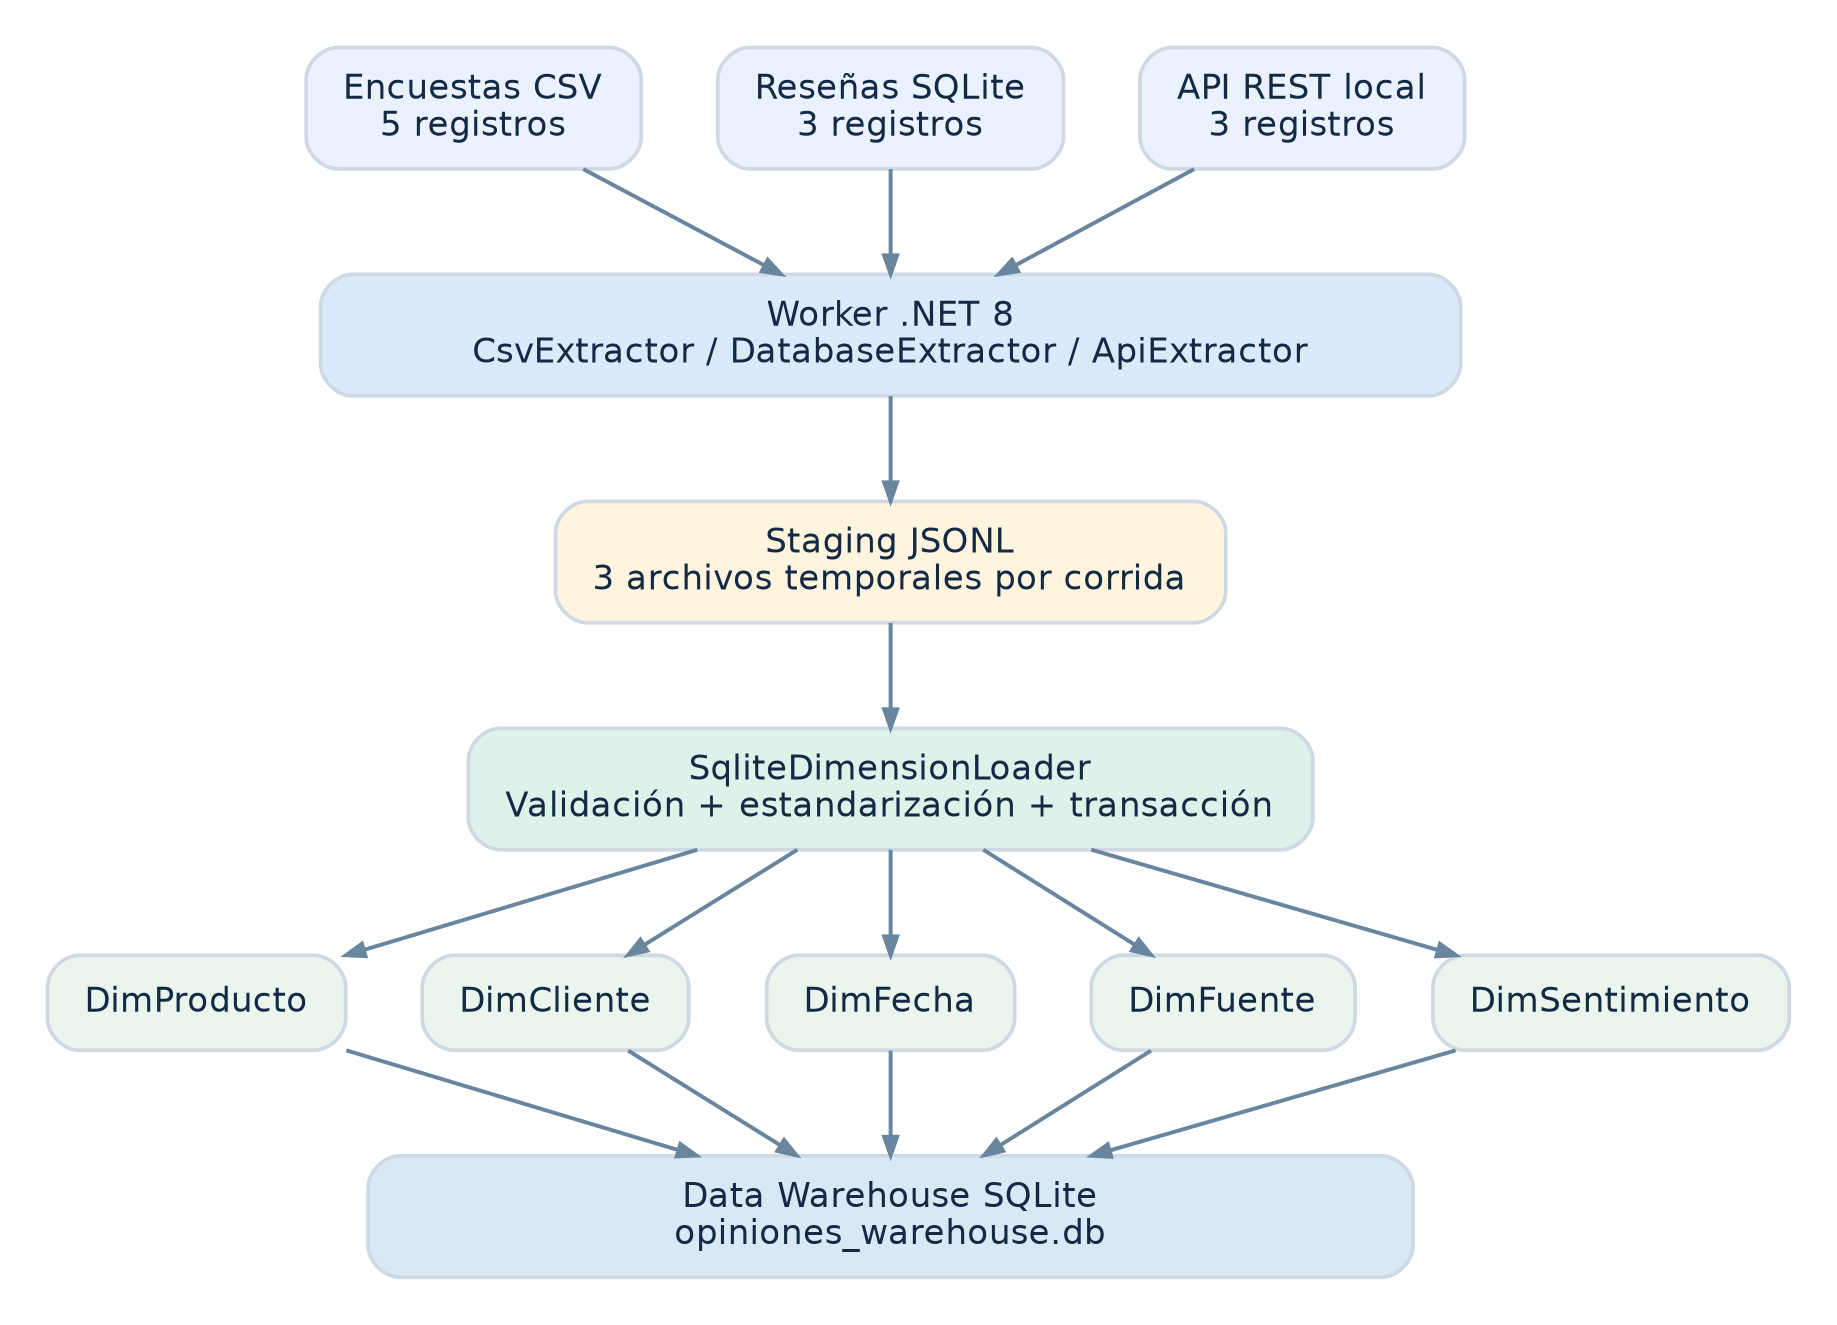 Encuestas CSV
5 registros
Reseñas SQLite
3 registros
API REST local
3 registros
Worker .NET 8
CsvExtractor / DatabaseExtractor / ApiExtractor
Staging JSONL
3 archivos temporales por corrida
SqliteDimensionLoader
Validación + estandarización + transacción
DimProducto
DimCliente
DimFecha
DimFuente
DimSentimiento
Data Warehouse SQLite
opiniones_warehouse.db